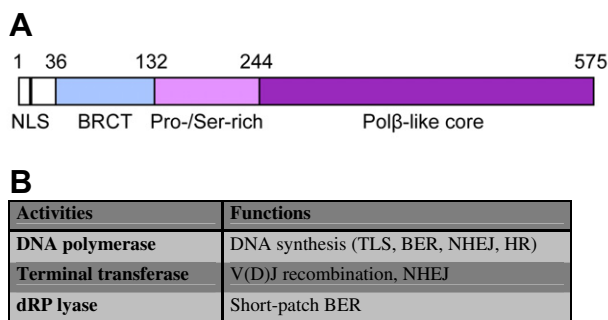 A
1 36 132 244 575
NLS BRCT Pro-/Ser-rich Polβ-like core
B
Activities Functions
DNA polymerase DNA synthesis (TLS, BER, NHEJ, HR)
Terminal transferase V(D)J recombination, NHEJ
dRP lyase Short-patch BER